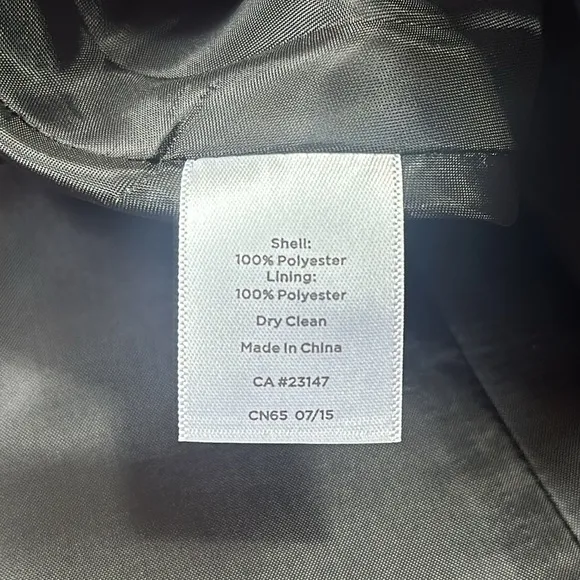 Shell:
100% Polyester
Lining:
100% Polyester
Dry Clean
Made In China
CA #23147
CN65 07/15